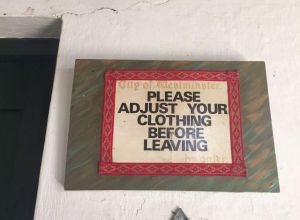 City of Westminster.
PLEASE
ADJUST YOUR
CLOTHING
BEFORE
LEAVING